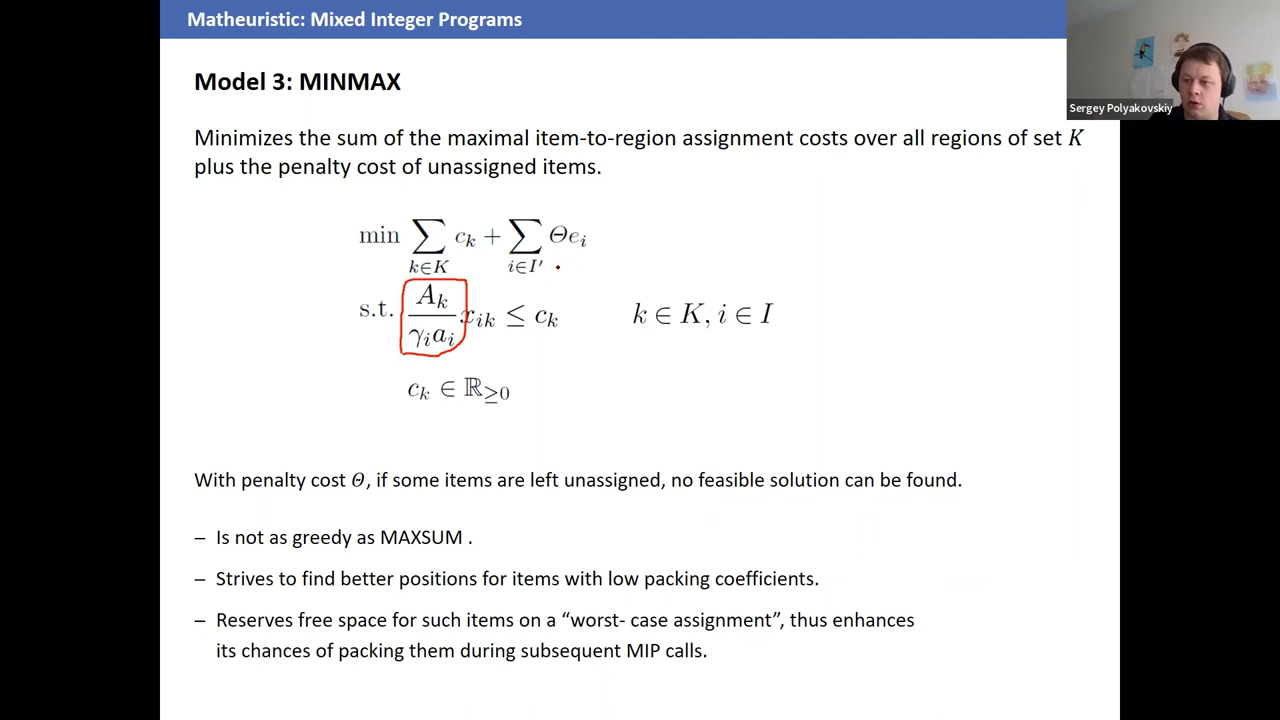 Matheuristic: Mixed Integer Programs
Sergey Polyakovskiy
Model 3: MINMAX
Minimizes the sum of the maximal item-to-region assignment costs over all regions of set K
plus the penalty cost of unassigned items.
min ∑_{k∈K} c_k + ∑_{i∈I′} Θe_i
s.t. A_k / γ_i a_i x_{ik} ≤ c_k k ∈ K, i ∈ I
c_k ∈ ℝ_{≥0}
With penalty cost Θ, if some items are left unassigned, no feasible solution can be found.
– Is not as greedy as MAXSUM .
– Strives to find better positions for items with low packing coefficients.
– Reserves free space for such items on a “worst- case assignment”, thus enhances
its chances of packing them during subsequent MIP calls.